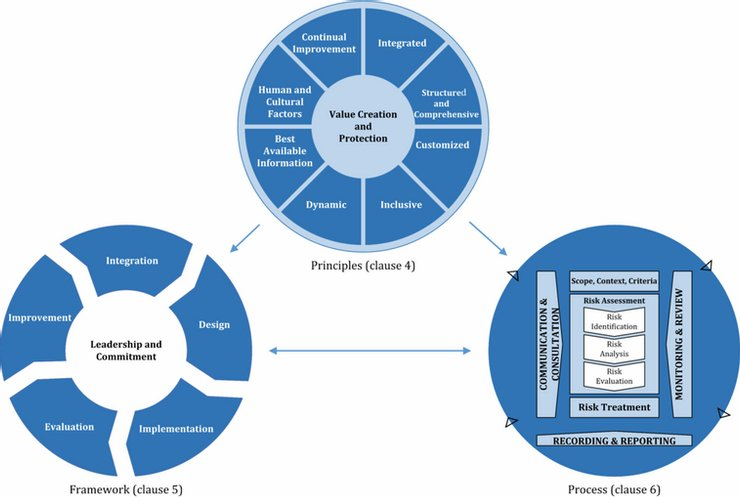 Continual
Improvement
Integrated
Human and
Cultural
Factors
Structured
and
Comprehensive
Value Creation
and
Protection
Best
Available
Information
Customized
Dynamic
Inclusive
Principles (clause 4)
Integration
Improvement
Design
Leadership and
Commitment
Evaluation
Implementation
Framework (clause 5)
Scope, Context, Criteria
Risk Assessment
Risk
Identification
Risk
Analysis
Risk
Evaluation
Risk Treatment
COMMUNICATION &
CONSULTATION
MONITORING & REVIEW
RECORDING & REPORTING
Process (clause 6)